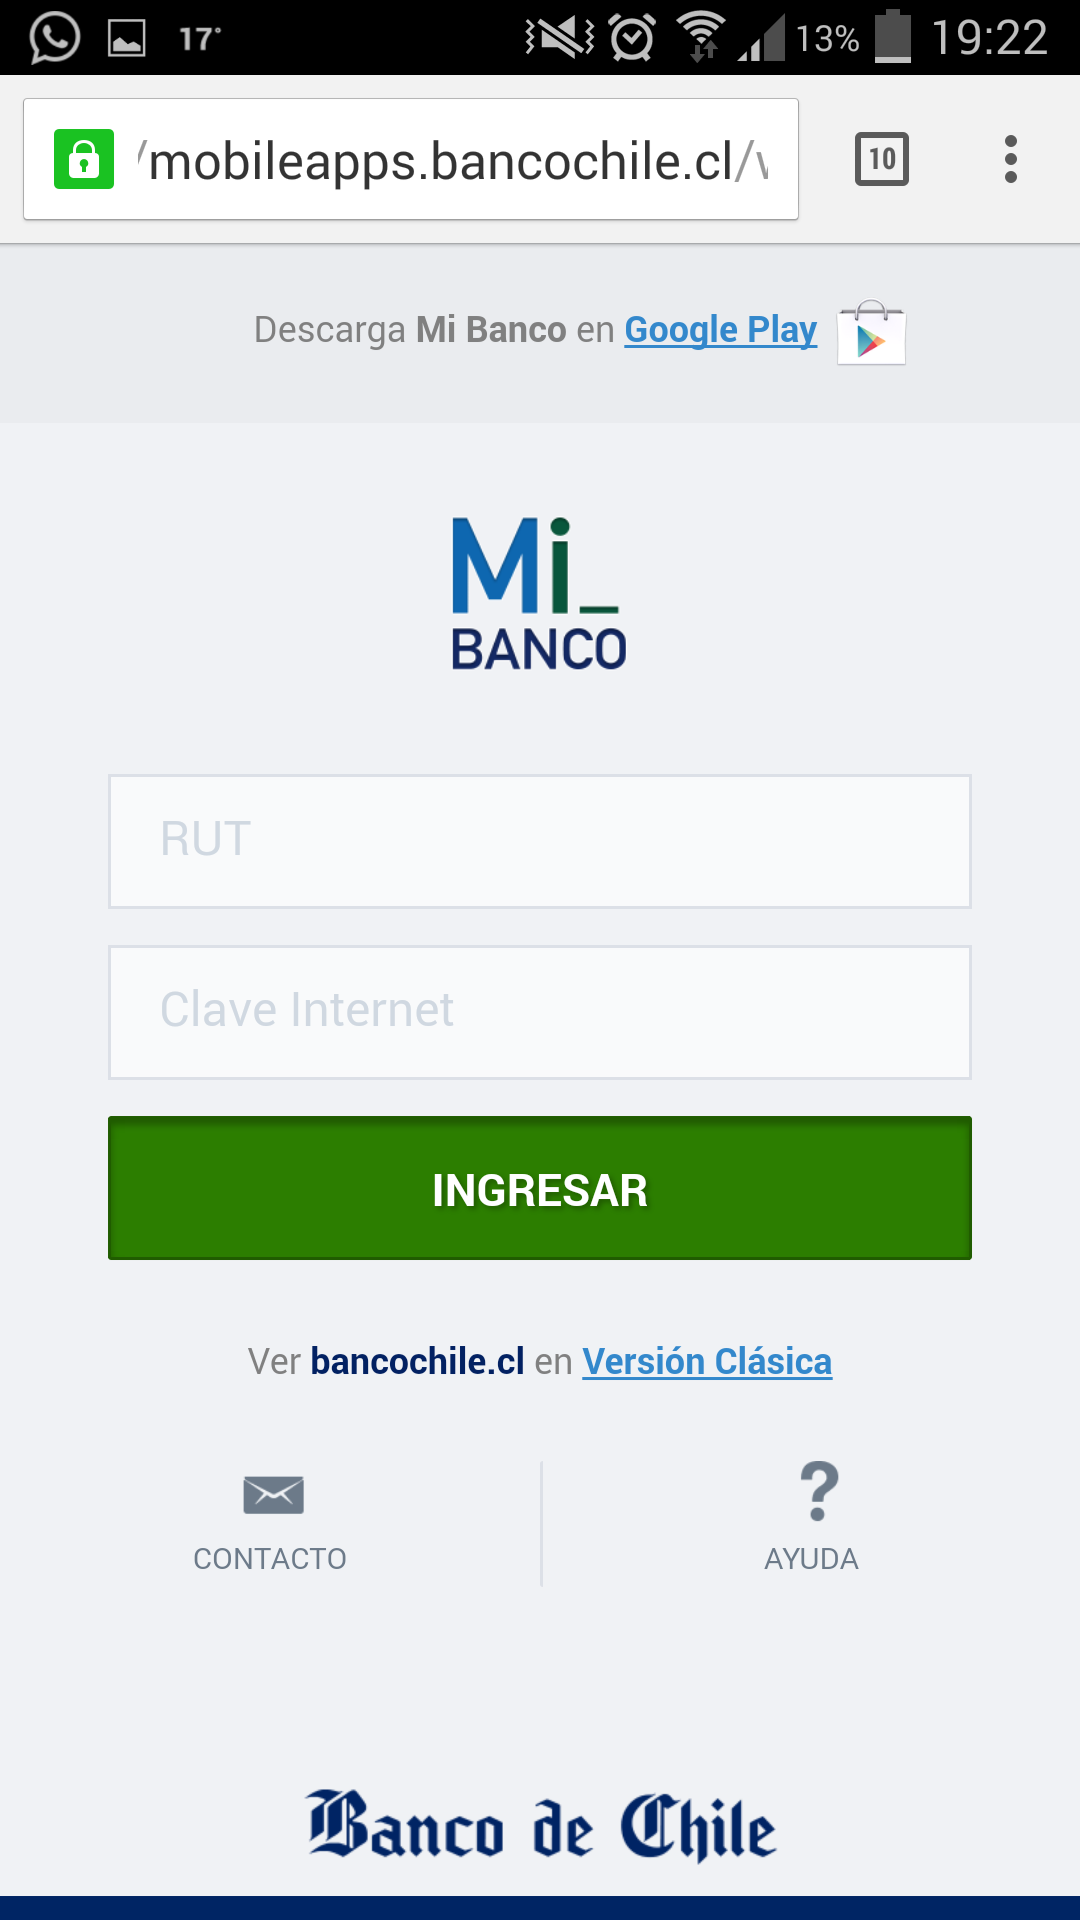 17°
13%
19:22
/mobileapps.bancochile.cl/
10
Descarga Mi Banco en Google Play
Mi_
BANCO
RUT
Clave Internet
INGRESAR
Ver bancochile.cl en Versión Clásica
CONTACTO
AYUDA
Banco de Chile